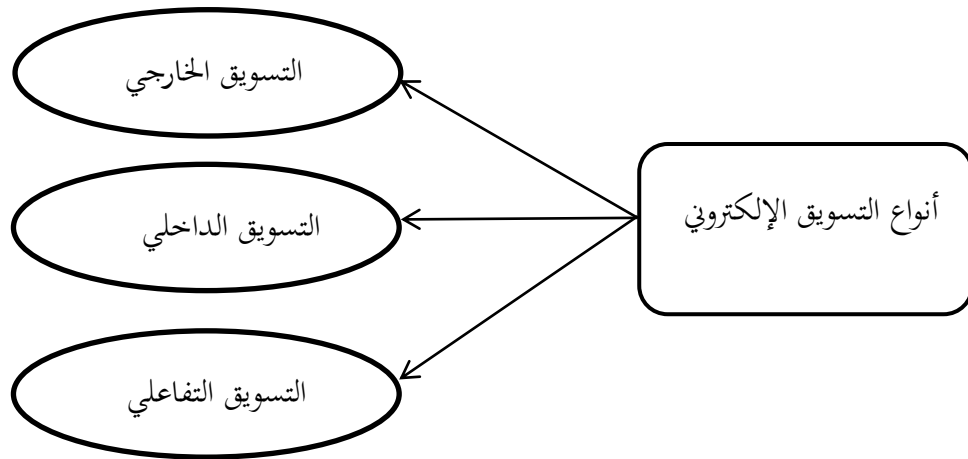 أنواع التسويق الإلكتروني
التسويق الخارجي
التسويق الداخلي
التسويق التفاعلي